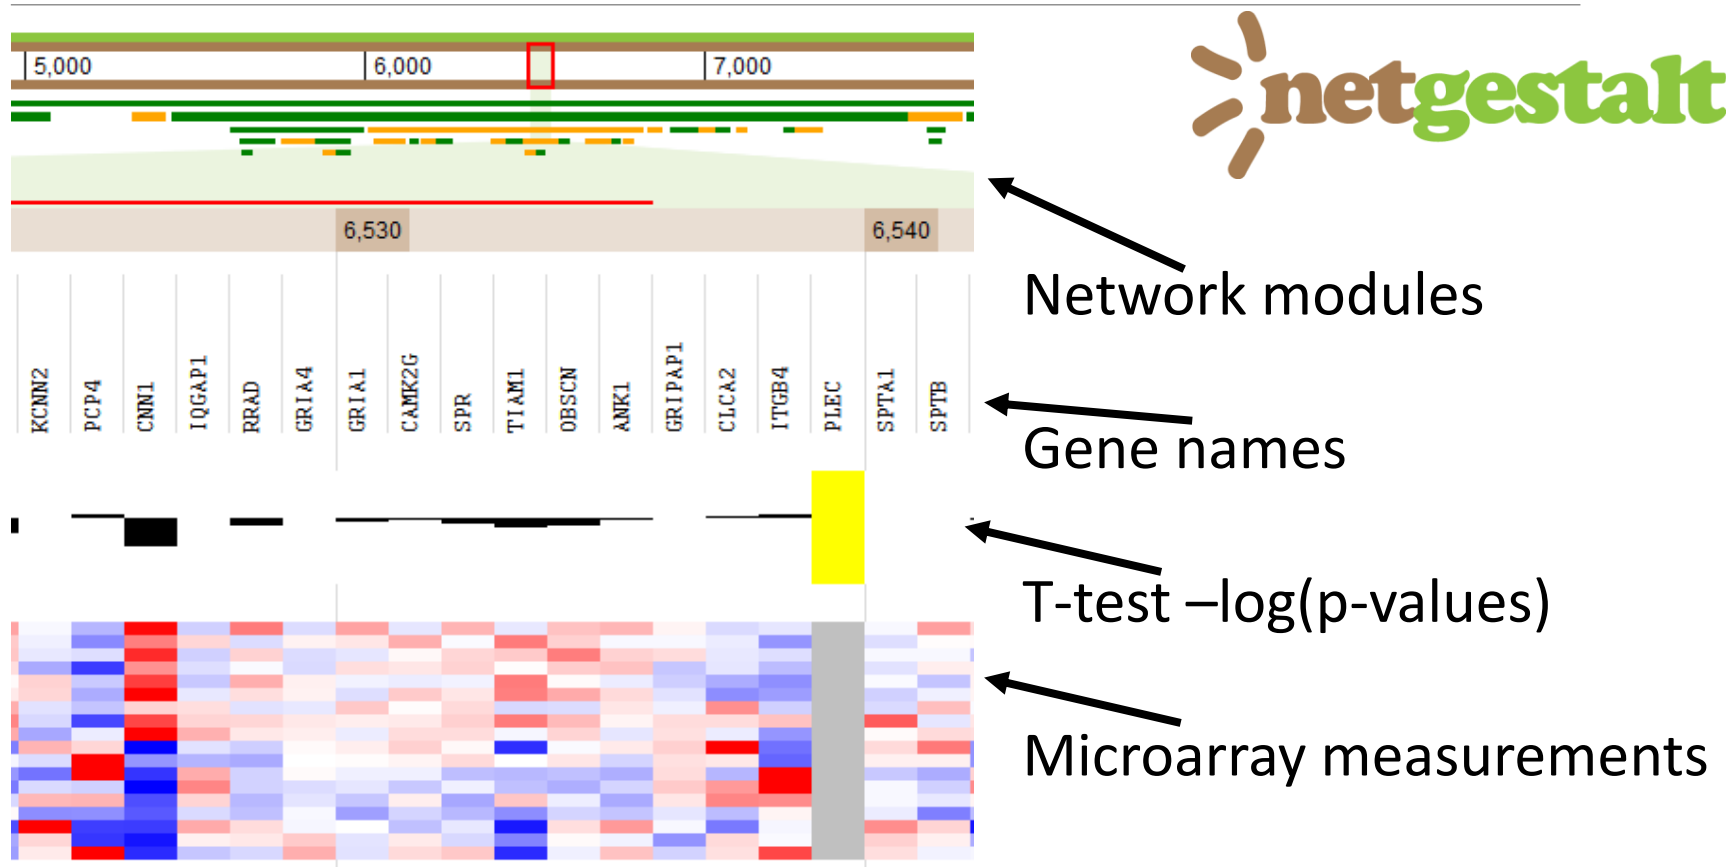 5,000
6,000
7,000
netgestalt
6,530
6,540
Network modules
KCNN2
PCP4
CNN1
IQGAP1
RRAD
GRIA4
GRIA1
CAMK2G
SPR
TIAM1
OBSCN
ANK1
GRIPAP1
CLCA2
ITGB4
PLEC
SPTA1
SPTB
Gene names
T-test –log(p-values)
Microarray measurements